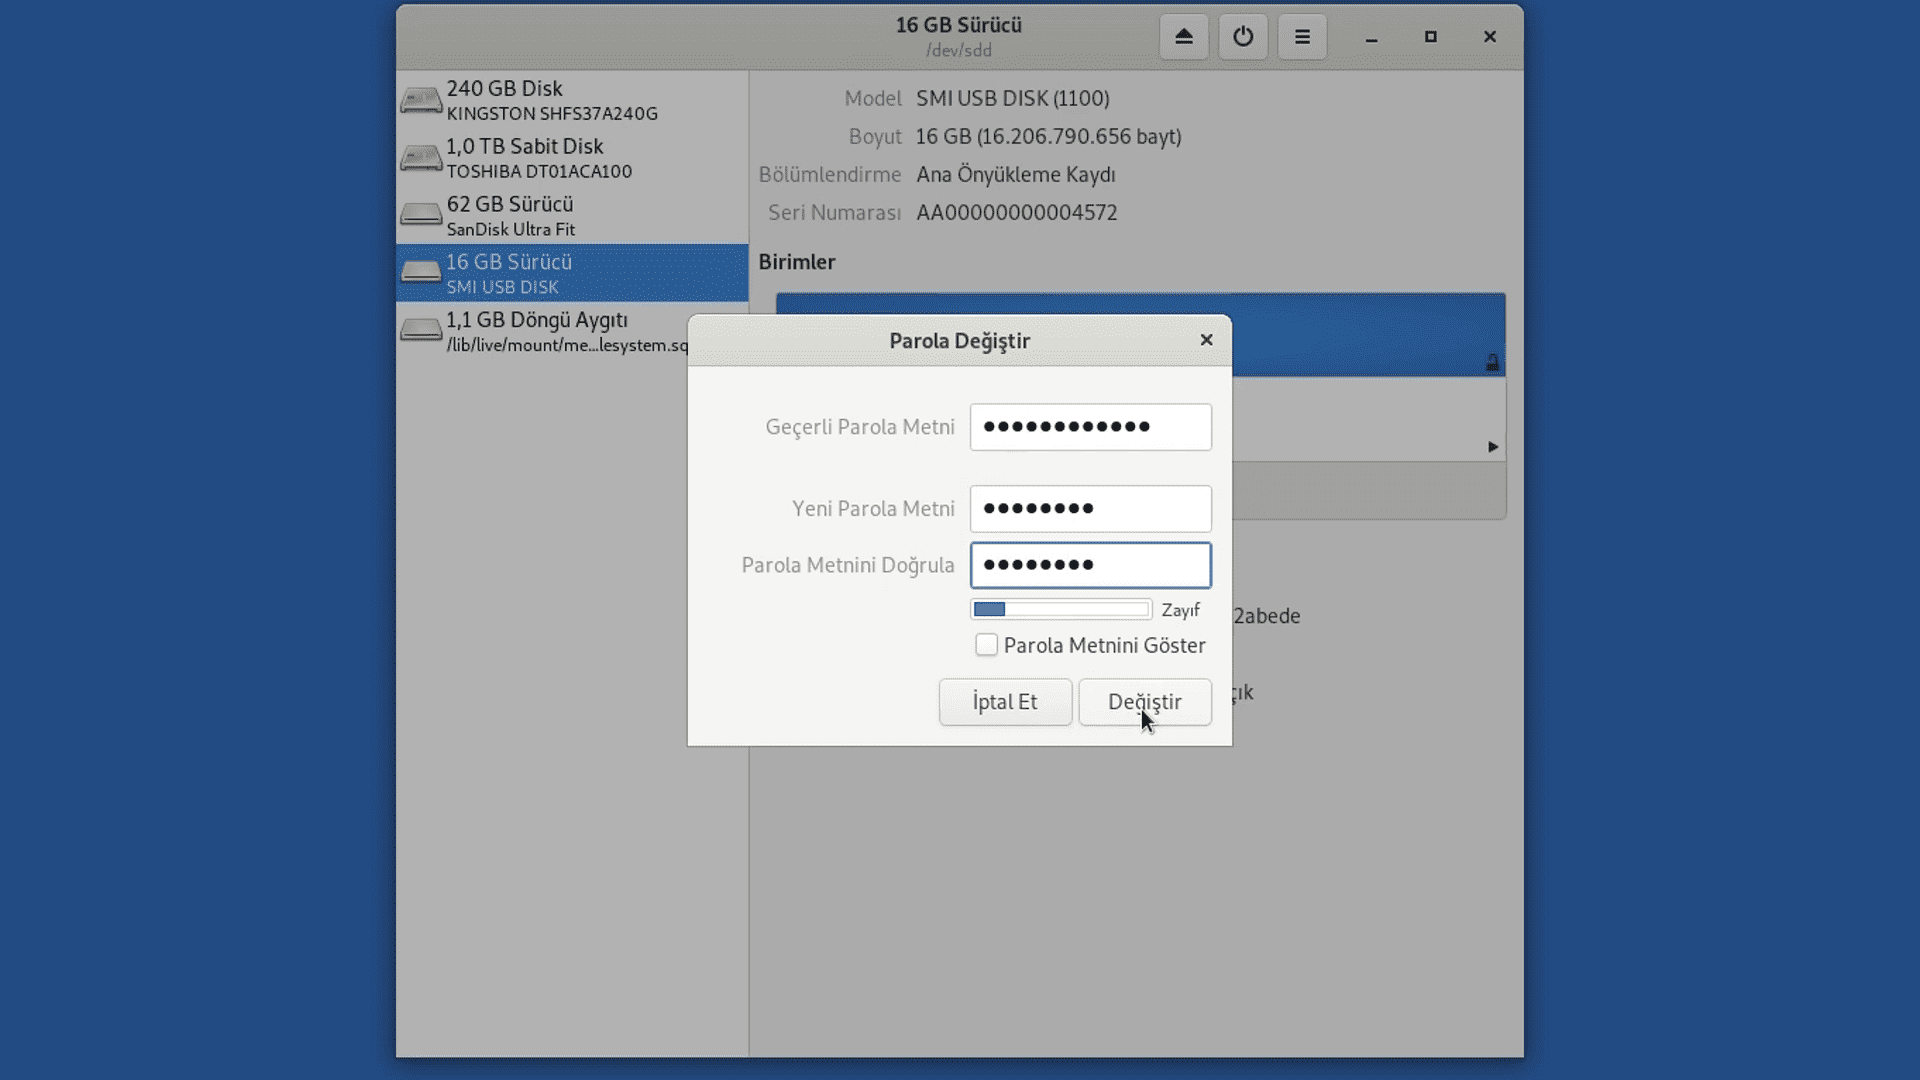 16 GB Sürücü
/dev/sdd
240 GB Disk
KINGSTON SHFS37A240G
1,0 TB Sabit Disk
TOSHIBA DT01ACA100
62 GB Sürücü
SanDisk Ultra Fit
16 GB Sürücü
SMI USB DISK
1,1 GB Döngü Aygıtı
/lib/live/mount/me...lesystem.sq
Model SMI USB DISK (1100)
Boyut 16 GB (16.206.790.656 bayt)
Bölümlendirme Ana Önyükleme Kaydı
Seri Numarası AA00000000004572
Birimler
Parola Değiştir
Geçerli Parola Metni ●●●●●●●●●●●●
Yeni Parola Metni ●●●●●●●●
Parola Metnini Doğrula ●●●●●●●●
Zayıf
Parola Metnini Göster
İptal Et
Değiştir
2abede